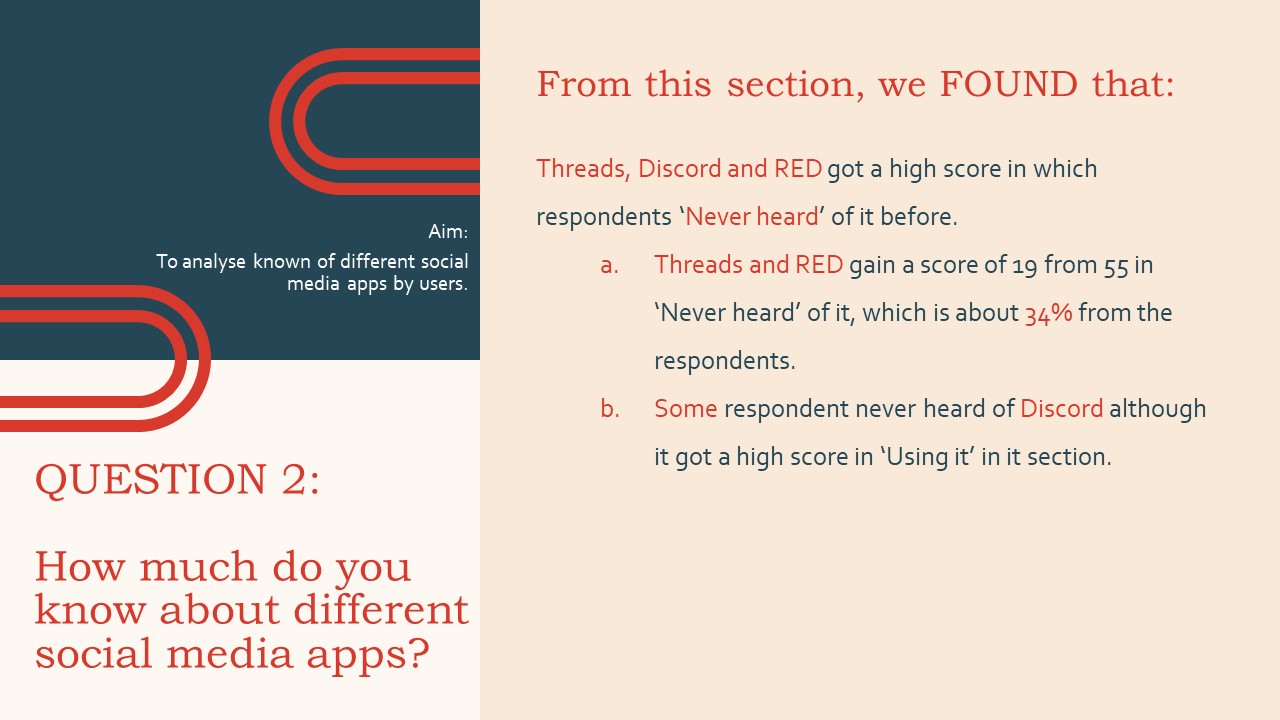 Aim:
To analyse known of different social
media apps by users.
QUESTION 2:
How much do you
know about different
social media apps?
From this section, we FOUND that:
Threads, Discord and RED got a high score in which
respondents ‘Never heard’ of it before.
a. Threads and RED gain a score of 19 from 55 in
‘Never heard’ of it, which is about 34% from the
respondents.
b. Some respondent never heard of Discord although
it got a high score in ‘Using it’ in it section.